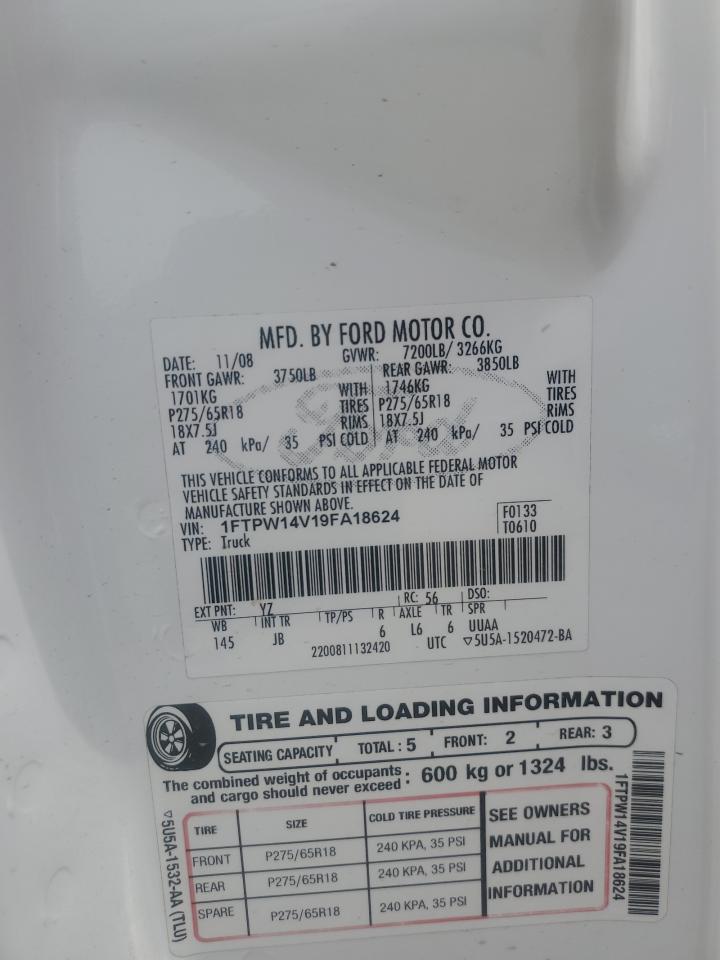 MFD. BY FORD MOTOR CO.
DATE: 11/08 GVWR: 7200LB/ 3266KG
FRONT GAWR: 3750LB REAR GAWR: 3850LB
1701KG WITH 1746KG WITH
P275/65R18 TIRES P275/65R18 TIRES
18X7.5J RIMS 18X7.5J RIMS
AT 240 kPa/ 35 PSI COLD AT 240 kPa/ 35 PSI COLD
Ford
THIS VEHICLE CONFORMS TO ALL APPLICABLE FEDERAL MOTOR
VEHICLE SAFETY STANDARDS IN EFFECT ON THE DATE OF
MANUFACTURE SHOWN ABOVE.
VIN: 1FTPW14V19FA18624 F0133
TYPE: Truck T0610
EXT PNT: YZ RC: 56 DSO:
WB INT TR TP/PS R AXLE TR SPR
145 JB 6 L6 6 UUAA
2200811132420 UTC ▽5U5A-1520472-BA
TIRE AND LOADING INFORMATION
SEATING CAPACITY TOTAL : 5 FRONT: 2 REAR: 3
The combined weight of occupants : 600 kg or 1324 lbs.
and cargo should never exceed :
TIRE SIZE COLD TIRE PRESSURE
FRONT P275/65R18 240 KPA, 35 PSI
REAR P275/65R18 240 KPA, 35 PSI
SPARE P275/65R18 240 KPA, 35 PSI
SEE OWNERS
MANUAL FOR
ADDITIONAL
INFORMATION
▽5U5A-1532-AA (TLU)
1FTPW14V19FA18624